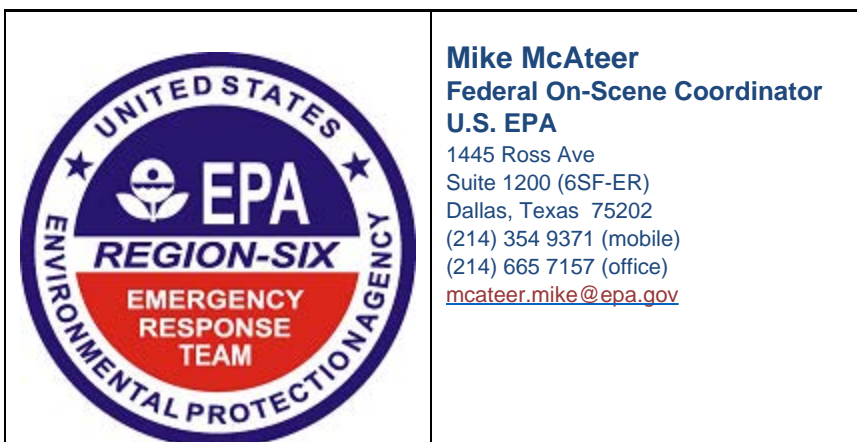 UNITED STATES
EPA
REGION-SIX
EMERGENCY
RESPONSE
TEAM
ENVIRONMENTAL PROTECTION AGENCY
Mike McAteer
Federal On-Scene Coordinator
U.S. EPA
1445 Ross Ave
Suite 1200 (6SF-ER)
Dallas, Texas  75202
(214) 354 9371 (mobile)
(214) 665 7157 (office)
mcateer.mike@epa.gov